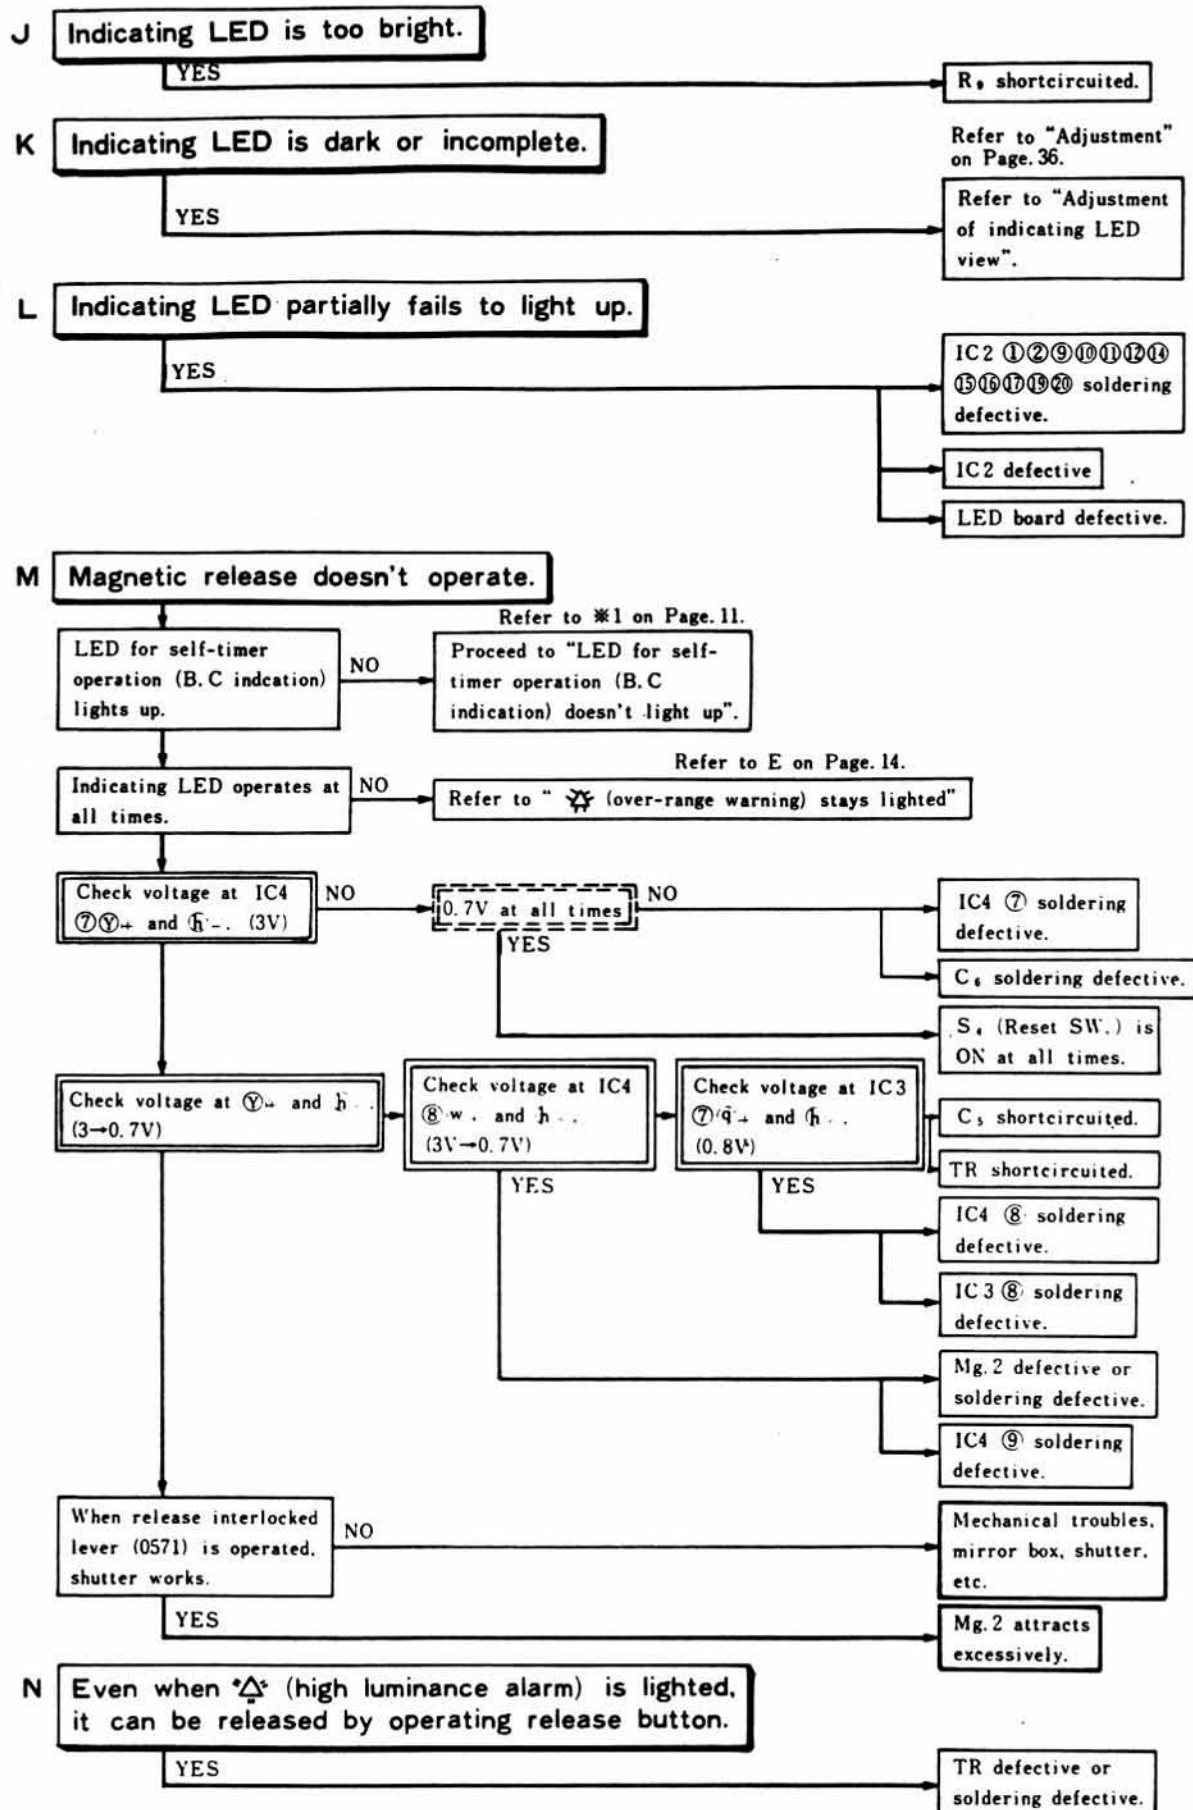 J Indicating LED is too bright.
YES
R₉ shortcircuited.
K Indicating LED is dark or incomplete.
Refer to “Adjustment”
on Page. 36.
YES
Refer to “Adjustment
of indicating LED
view”.
L Indicating LED partially fails to light up.
YES
IC2 ①②⑨⑩⑪⑫⑭
⑮⑯⑰⑲⑳ soldering
defective.
IC2 defective
LED board defective.
M Magnetic release doesn't operate.
Refer to ※1 on Page. 11.
LED for self-timer
operation (B. C indcation)
lights up.
NO
Proceed to “LED for self-
timer operation (B. C
indication) doesn't light up”.
Refer to E on Page. 14.
Indicating LED operates at
all times.
NO
Refer to “ (over-range warning) stays lighted”
Check voltage at IC4
⑦Ⓨ and ⓗ. (3V)
NO
0.7V at all times
NO
YES
IC4 ⑦ soldering
defective.
C₆ soldering defective.
S₄ (Reset SW.) is
ON at all times.
Check voltage at Ⓨ and h
(3→0.7V)
Check voltage at IC4
⑧ w. and h
(3V→0.7V)
YES
Check voltage at IC3
⑦ q and h
(0.8V)
YES
C₅ shortcircuited.
TR shortcircuited.
IC4 ⑧ soldering
defective.
IC3 ⑧ soldering
defective.
Mg.2 defective or
soldering defective.
IC4 ⑨ soldering
defective.
When release interlocked
lever (0571) is operated,
shutter works.
NO
Mechanical troubles,
mirror box, shutter,
etc.
YES
Mg.2 attracts
excessively.
N Even when (high luminance alarm) is lighted,
it can be released by operating release button.
YES
TR defective or
soldering defective.